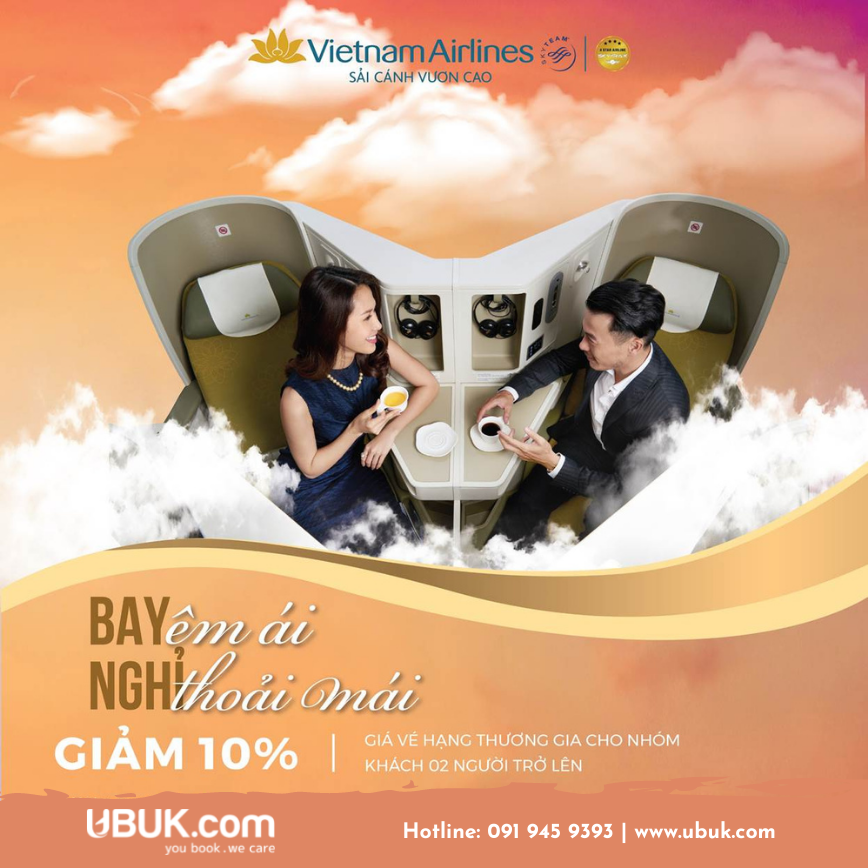 Vietnam Airlines
SẢI CÁNH VƯƠN CAO
SKYTEAM
BAY êm ái
NGHỈ thoải mái
GIẢM 10%
GIÁ VÉ HẠNG THƯƠNG GIA CHO NHÓM
KHÁCH 02 NGƯỜI TRỞ LÊN
UBUK.com
you book.we care
Hotline: 091 945 9393 | www.ubuk.com